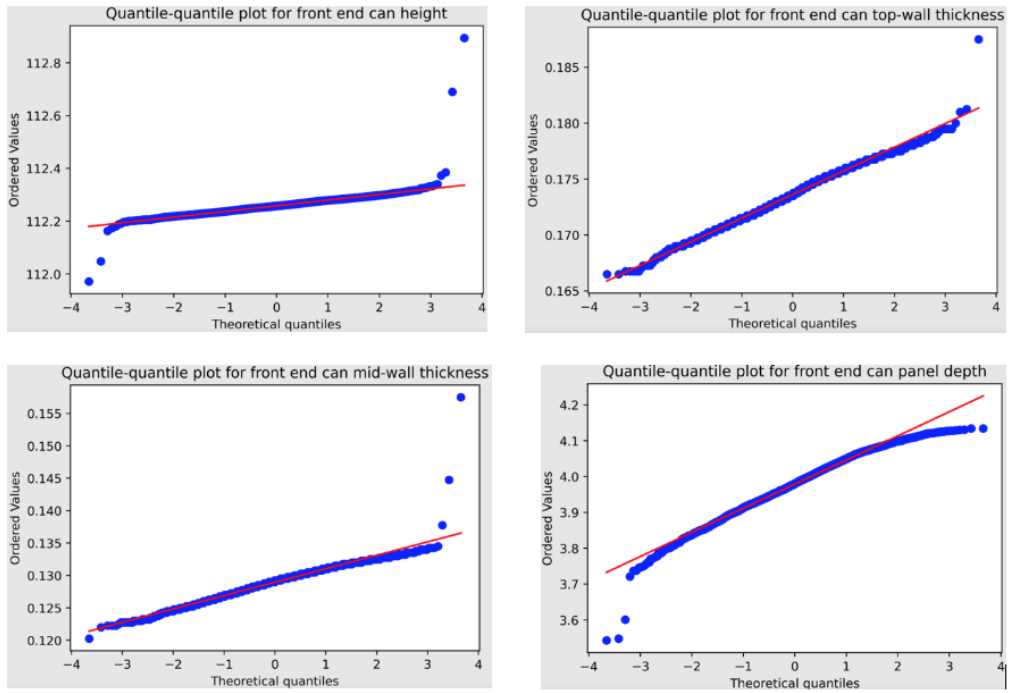 Quantile-quantile plot for front end can height
Ordered Values
112.8
112.6
112.4
112.2
112.0
−4 −3 −2 −1 0 1 2 3 4
Theoretical quantiles
Quantile-quantile plot for front end can top-wall thickness
Ordered Values
0.185
0.180
0.175
0.170
0.165
−4 −3 −2 −1 0 1 2 3 4
Theoretical quantiles
Quantile-quantile plot for front end can mid-wall thickness
Ordered Values
0.155
0.150
0.145
0.140
0.135
0.130
0.125
0.120
−4 −3 −2 −1 0 1 2 3 4
Theoretical quantiles
Quantile-quantile plot for front end can panel depth
Ordered Values
4.2
4.1
4.0
3.9
3.8
3.7
3.6
−4 −3 −2 −1 0 1 2 3 4
Theoretical quantiles